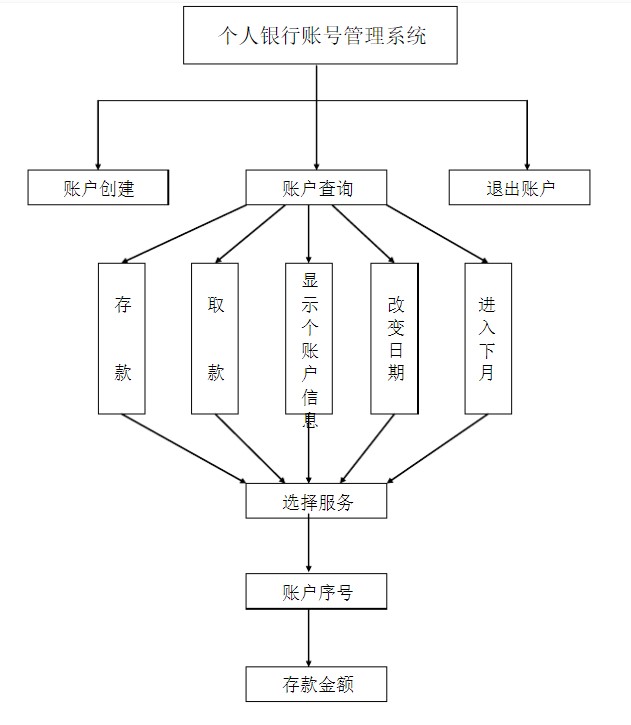 个人银行账号管理系统
账户创建
账户查询
退出账户
存款
取款
显示个账户信息
改变日期
进入下月
选择服务
账户序号
存款金额